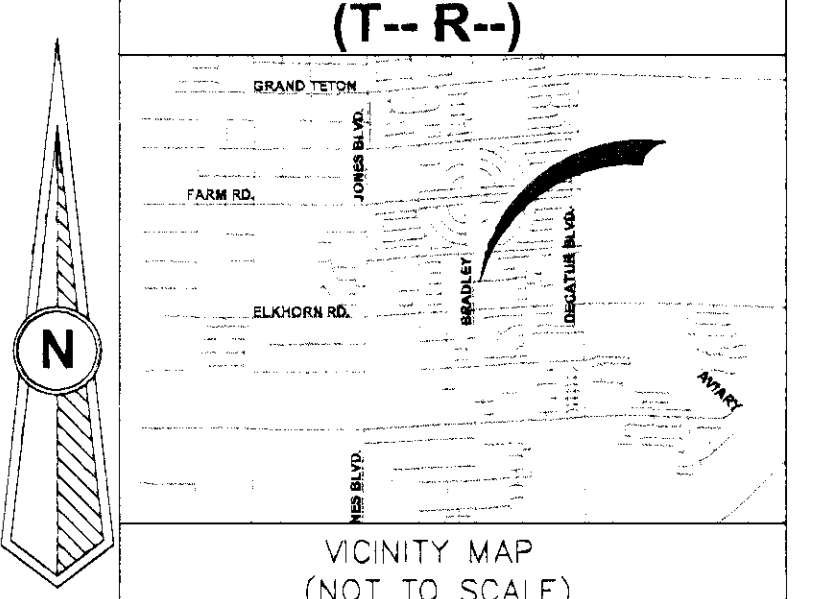 (T-- R--)
GRAND TETON
JONES BLVD.
FARM RD.
BRADLEY
DECATUR BLVD.
ELKHORN RD.
AVIARY
NES BLVD.
N
VICINITY MAP
(NOT TO SCALE)